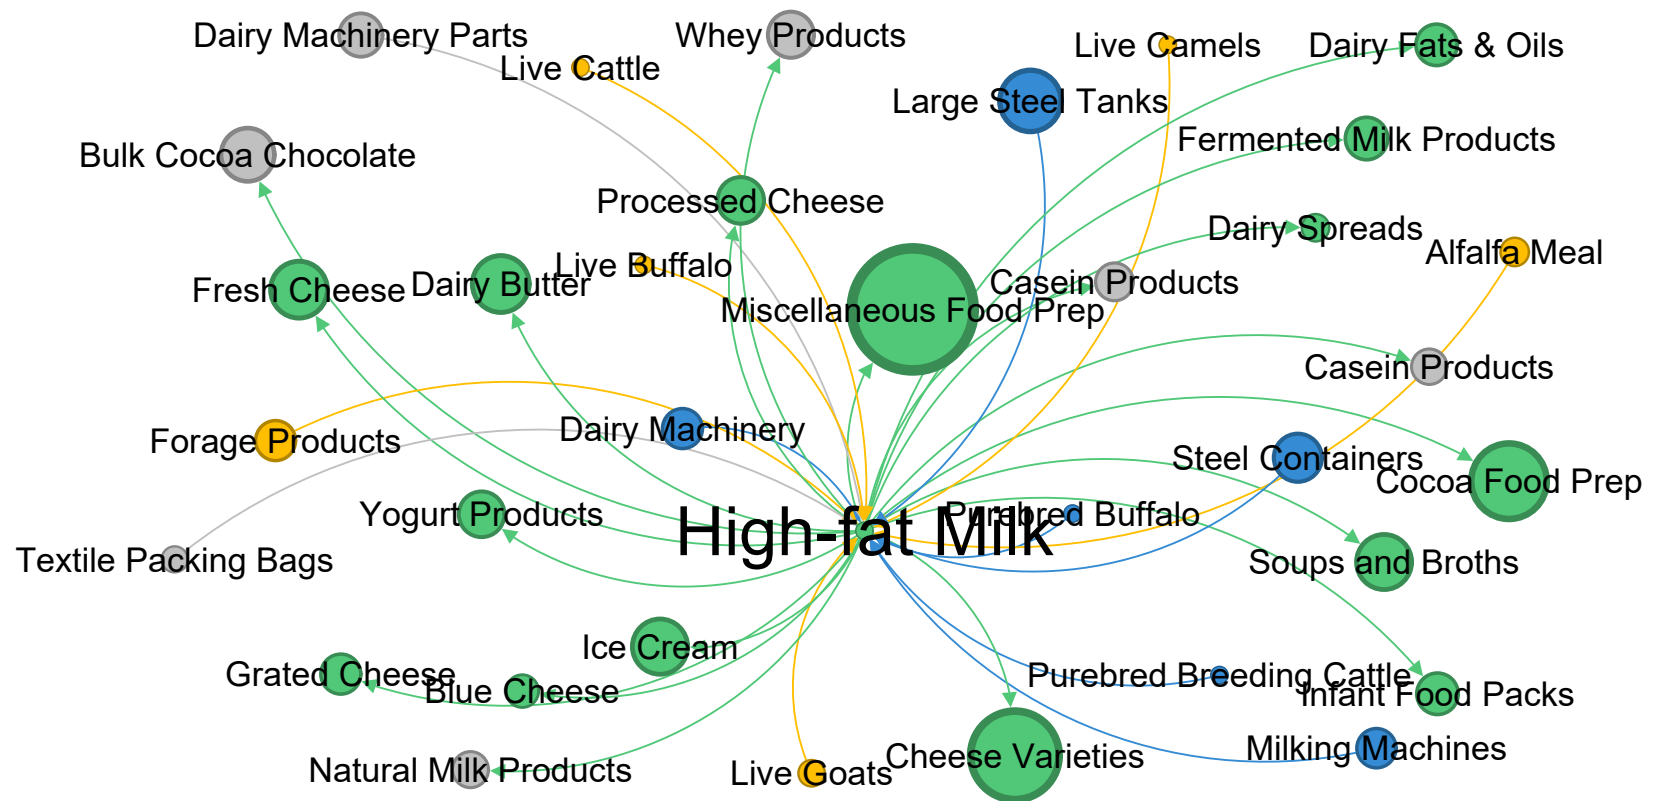 Dairy Machinery Parts
Whey Products
Live Camels
Dairy Fats & Oils
Live Cattle
Large Steel Tanks
Fermented Milk Products
Bulk Cocoa Chocolate
Processed Cheese
Dairy Spreads
Alfalfa Meal
Live Buffalo
Fresh Cheese
Dairy Butter
Casein Products
Miscellaneous Food Prep
Casein Products
Forage Products
Dairy Machinery
Steel Containers
Cocoa Food Prep
Yogurt Products
High-fat Milk
Purebred Buffalo
Textile Packing Bags
Soups and Broths
Ice Cream
Grated Cheese
Blue Cheese
Purebred Breeding Cattle
Infant Food Packs
Natural Milk Products
Live Goats
Cheese Varieties
Milking Machines